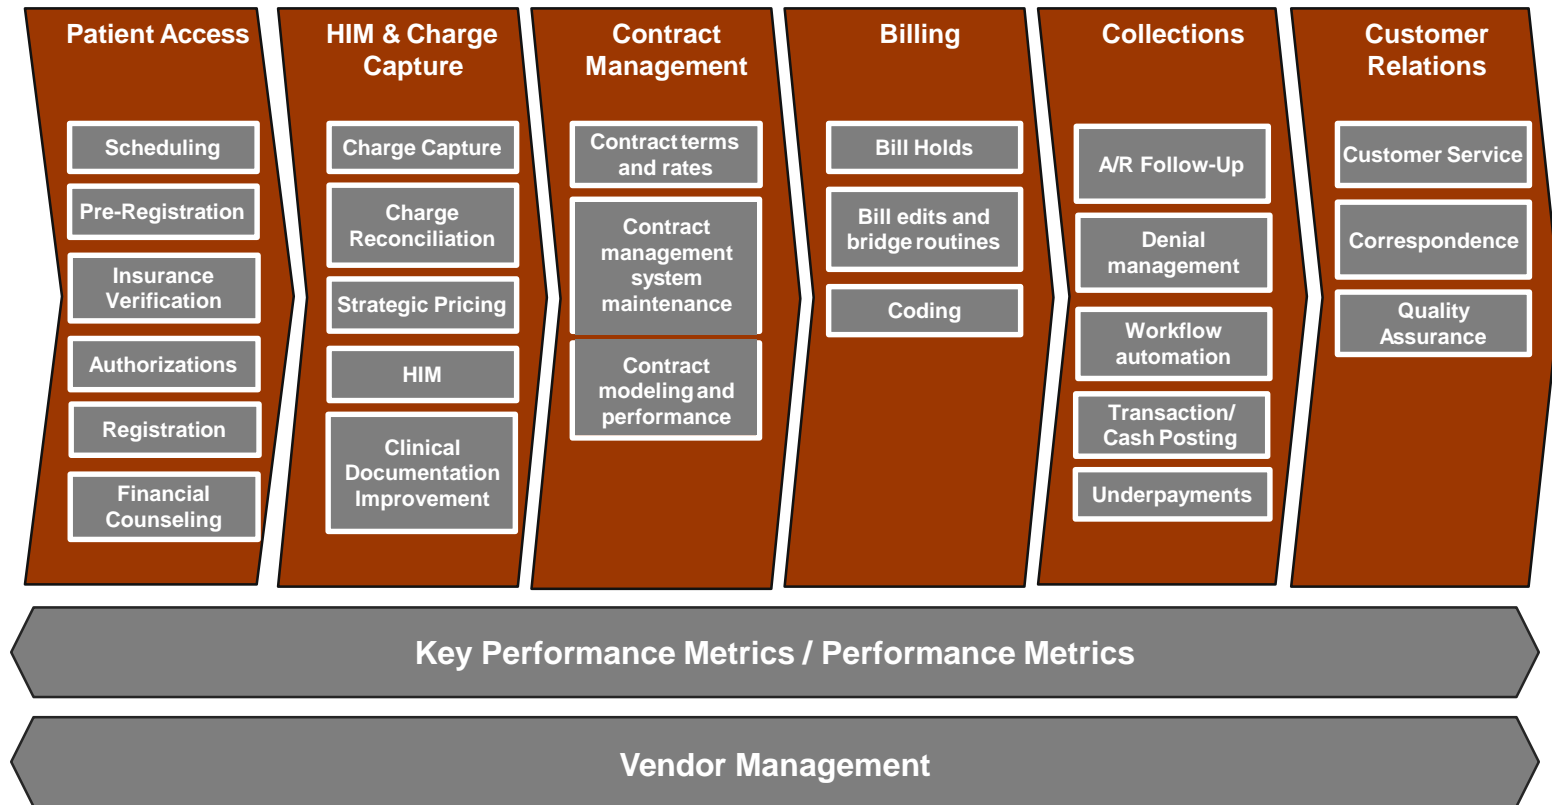 Patient Access
Scheduling
Pre-Registration
Insurance
Verification
Authorizations
Registration
Financial
Counseling
HIM & Charge
Capture
Charge Capture
Charge
Reconciliation
Strategic Pricing
HIM
Clinical
Documentation
Improvement
Contract
Management
Contract terms
and rates
Contract
management
system
maintenance
Contract
modeling and
performance
Billing
Bill Holds
Bill edits and
bridge routines
Coding
Collections
A/R Follow-Up
Denial
management
Workflow
automation
Transaction/
Cash Posting
Underpayments
Customer
Relations
Customer Service
Correspondence
Quality
Assurance
Key Performance Metrics / Performance Metrics
Vendor Management